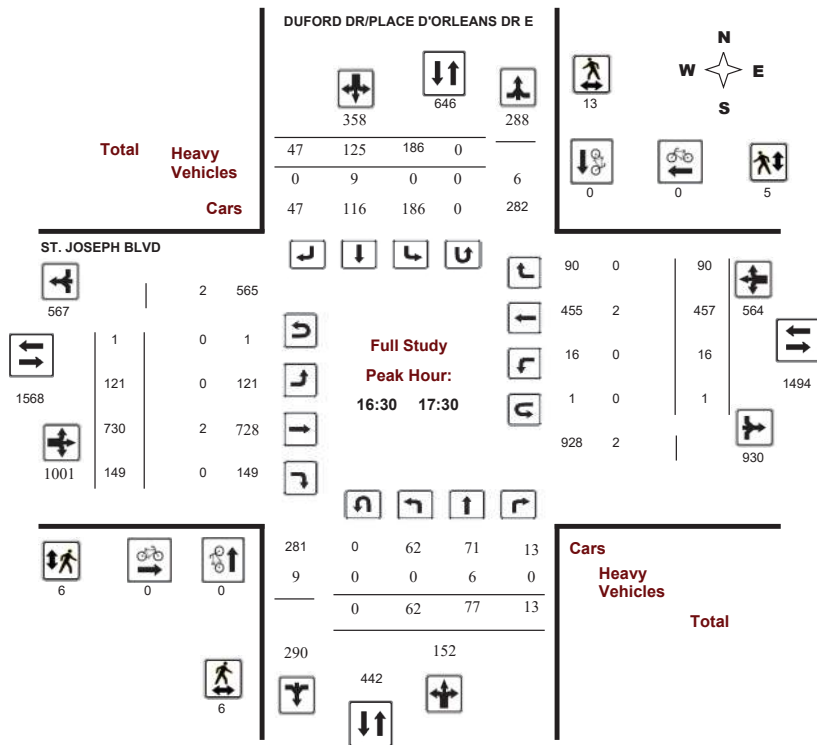 DUFORD DR/PLACE D'ORLEANS DR E
N
W E
S
646
13
358 288
Total Heavy Vehicles
47 125 186 0
0 9 0 0 6
0 0 5
Cars 47 116 186 0 282
ST. JOSEPH BLVD
90 0 90
567 2 565
455 2 457 564
1 0 1
Full Study
16 0 16
1568
121 0 121
Peak Hour:
1494
1 0 1
16:30 17:30
730 2 728
928 2 930
1001 149 0 149
281 0 62 71 13 Cars
9 0 0 6 0 Heavy
Vehicles
6 0 0
0 62 77 13
Total
290 152
442
6